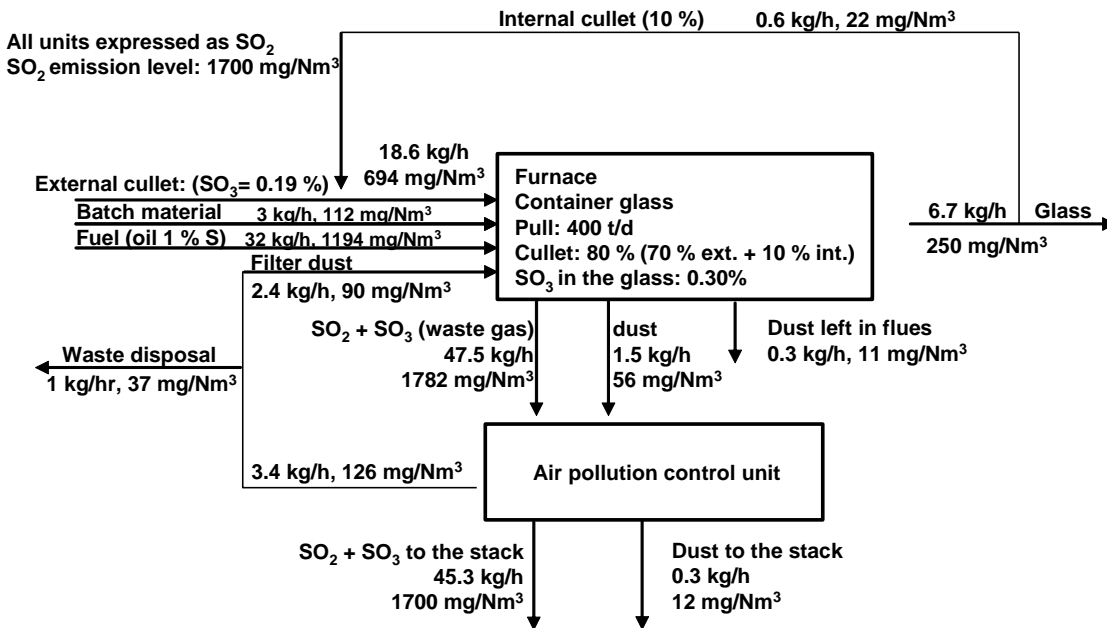 Internal cullet (10 %) 0.6 kg/h, 22 mg/Nm³
All units expressed as SO₂
SO₂ emission level: 1700 mg/Nm³
18.6 kg/h
694 mg/Nm³
External cullet: (SO₃= 0.19 %)
Batch material 3 kg/h, 112 mg/Nm³
Fuel (oil 1 % S) 32 kg/h, 1194 mg/Nm³
Filter dust
2.4 kg/h, 90 mg/Nm³
Furnace
Container glass
Pull: 400 t/d
Cullet: 80 % (70 % ext. + 10 % int.)
SO₃ in the glass: 0.30%
6.7 kg/h Glass
250 mg/Nm³
SO₂ + SO₃ (waste gas)
47.5 kg/h
1782 mg/Nm³
dust
1.5 kg/h
56 mg/Nm³
Dust left in flues
0.3 kg/h, 11 mg/Nm³
Waste disposal
1 kg/hr, 37 mg/Nm³
3.4 kg/h, 126 mg/Nm³
Air pollution control unit
SO₂ + SO₃ to the stack
45.3 kg/h
1700 mg/Nm³
Dust to the stack
0.3 kg/h
12 mg/Nm³